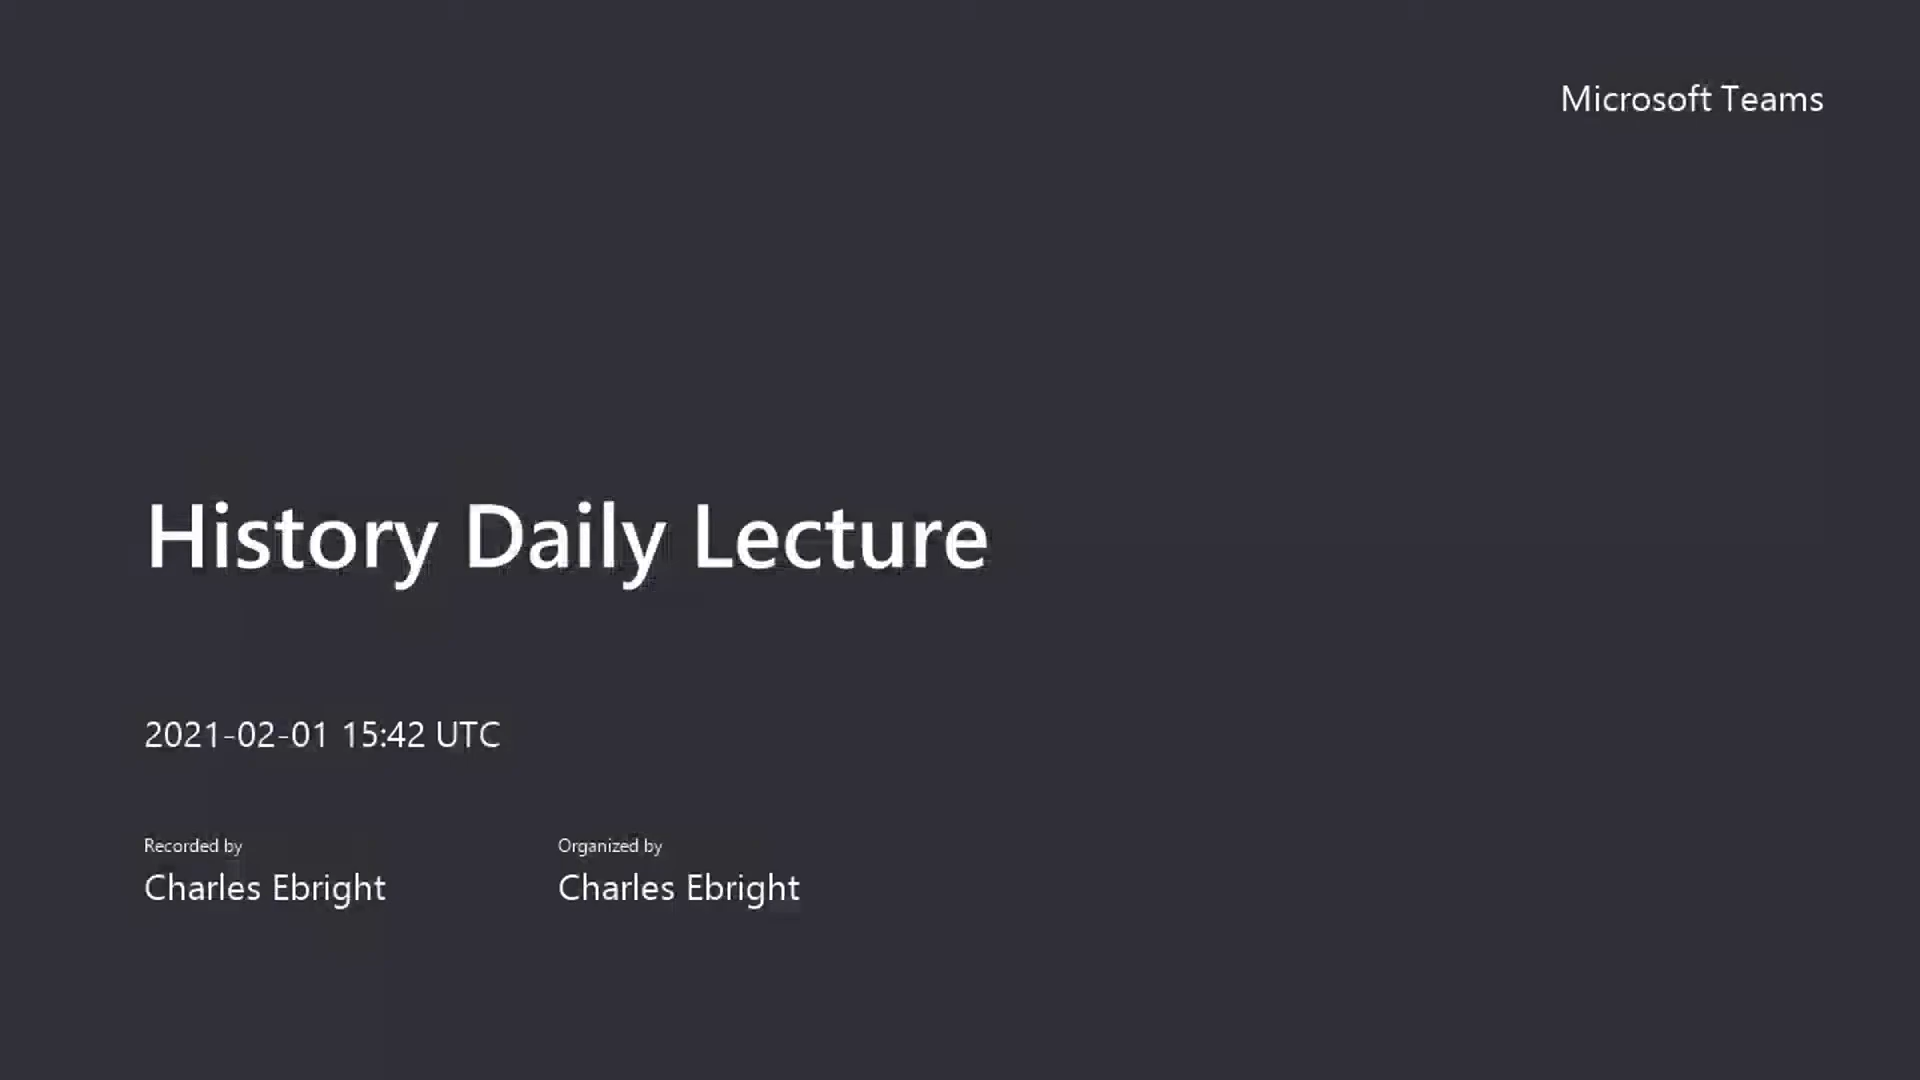 Microsoft Teams
History Daily Lecture
2021-02-01 15:42 UTC
Recorded by
Charles Ebright
Organized by
Charles Ebright